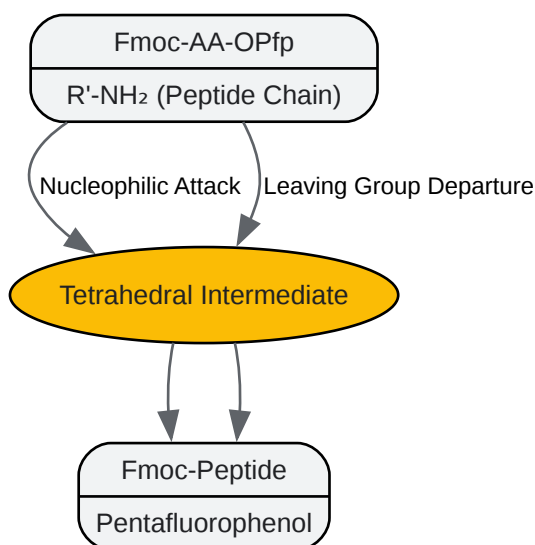 Fmoc-AA-OPfp
R'-NH₂ (Peptide Chain)
Nucleophilic Attack
Leaving Group Departure
Tetrahedral Intermediate
Fmoc-Peptide
Pentafluorophenol